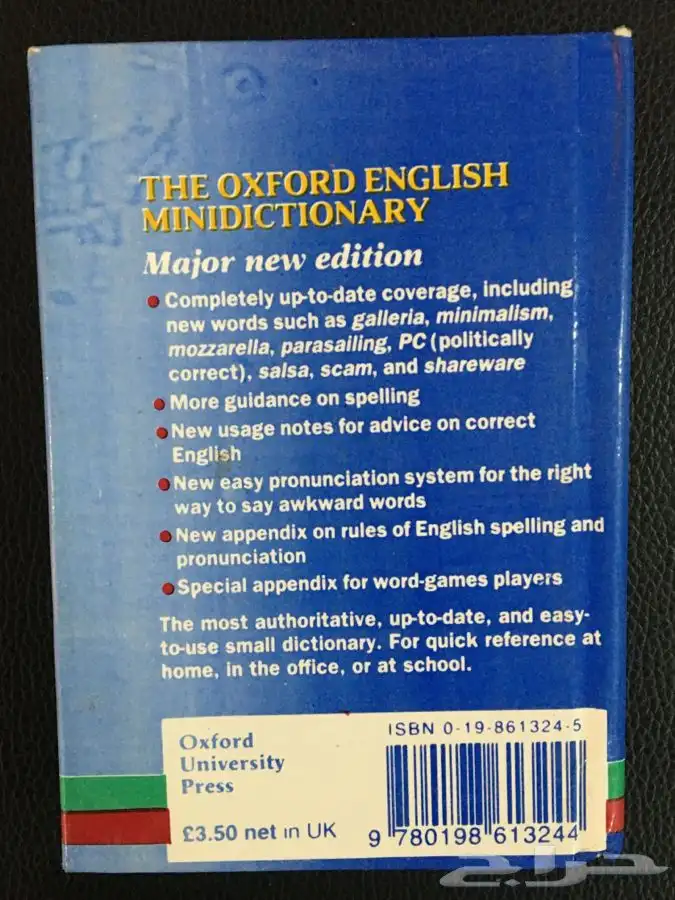 THE OXFORD ENGLISH
MINIDICTIONARY
Major new edition
• Completely up-to-date coverage, including
new words such as galleria, minimalism,
mozzarella, parasailing, PC (politically
correct), salsa, scam, and shareware
• More guidance on spelling
• New usage notes for advice on correct
English
• New easy pronunciation system for the right
way to say awkward words
• New appendix on rules of English spelling and
pronunciation
• Special appendix for word-games players
The most authoritative, up-to-date, and easy-
to-use small dictionary. For quick reference at
home, in the office, or at school.
Oxford
University
Press
£3.50 net in UK
ISBN 0-19-861324-5
9 780198 613244
حراج